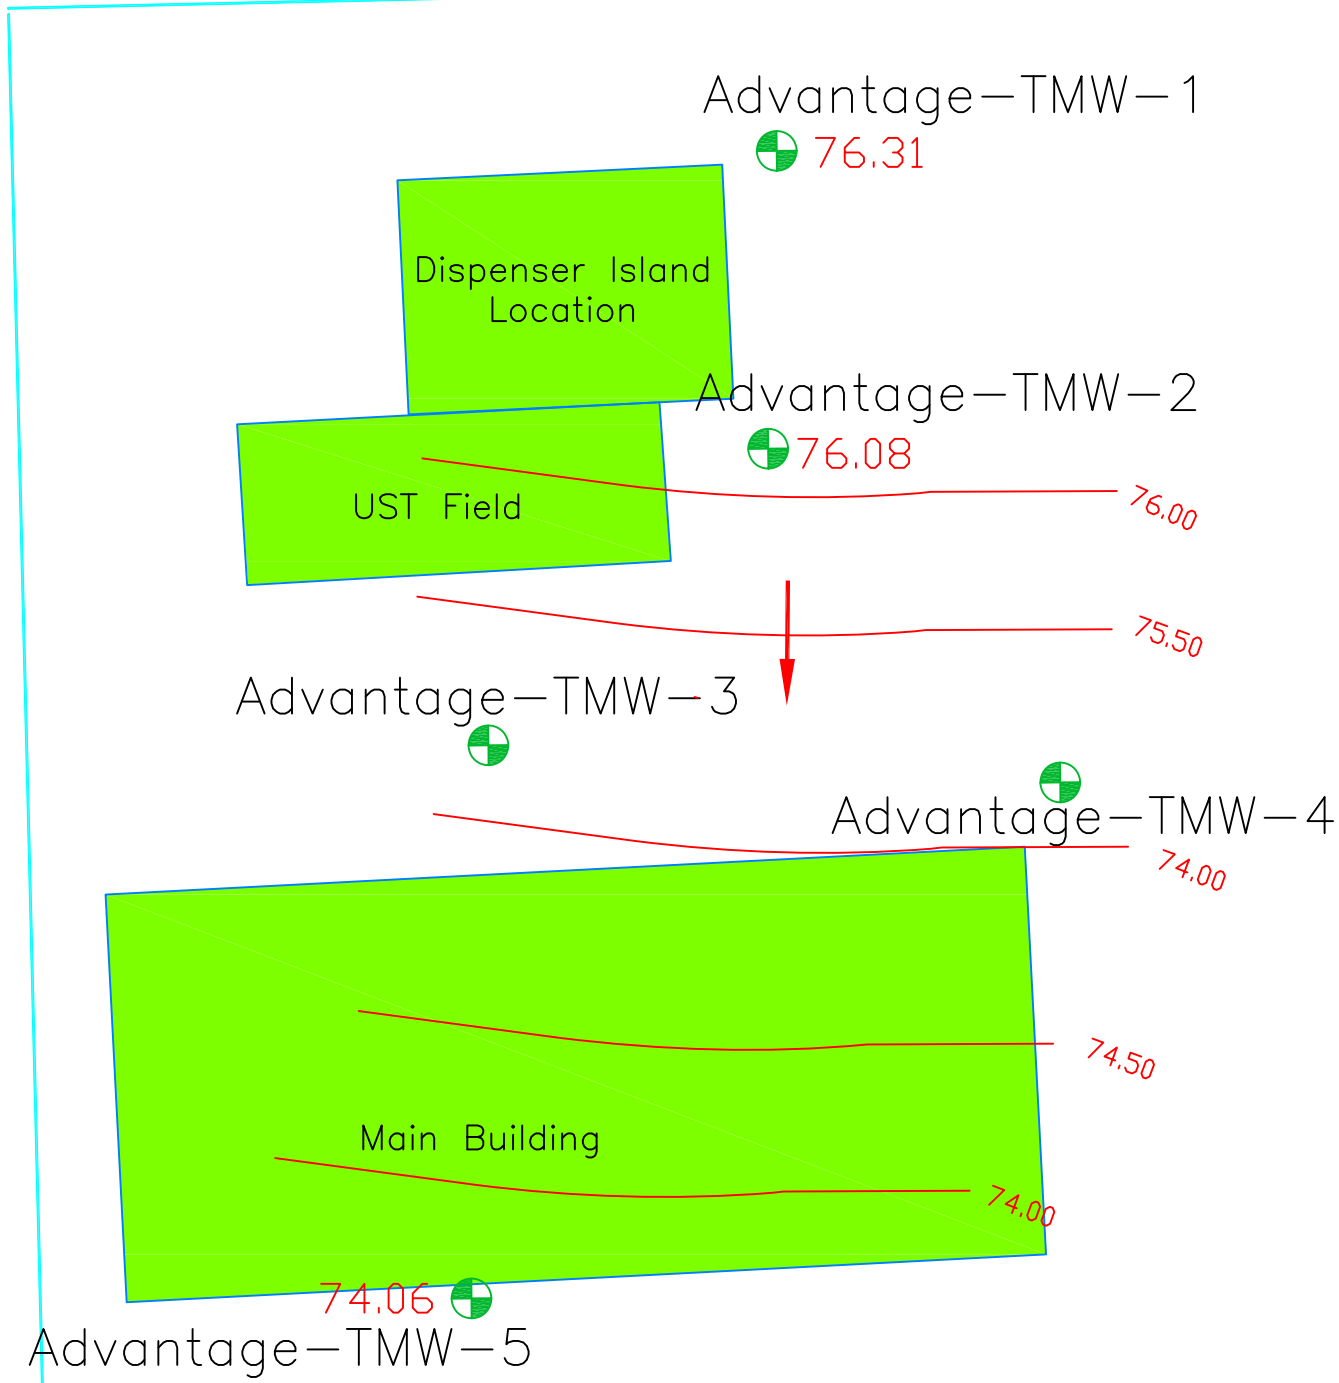 Advantage-TMW-1
76.31
Dispenser Island
Location
Advantage-TMW-2
76.08
UST Field
76.00
75.50
Advantage-TMW-3
Advantage-TMW-4
74.00
74.50
Main Building
74.00
74.06
Advantage-TMW-5